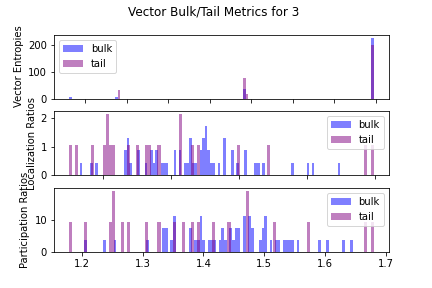 Vector Bulk/Tail Metrics for 3
Vector Entropies
200
100
0
bulk
tail
Localization Ratios
2
1
0
bulk
tail
Participation Ratios
10
0
bulk
tail
1.2 1.3 1.4 1.5 1.6 1.7